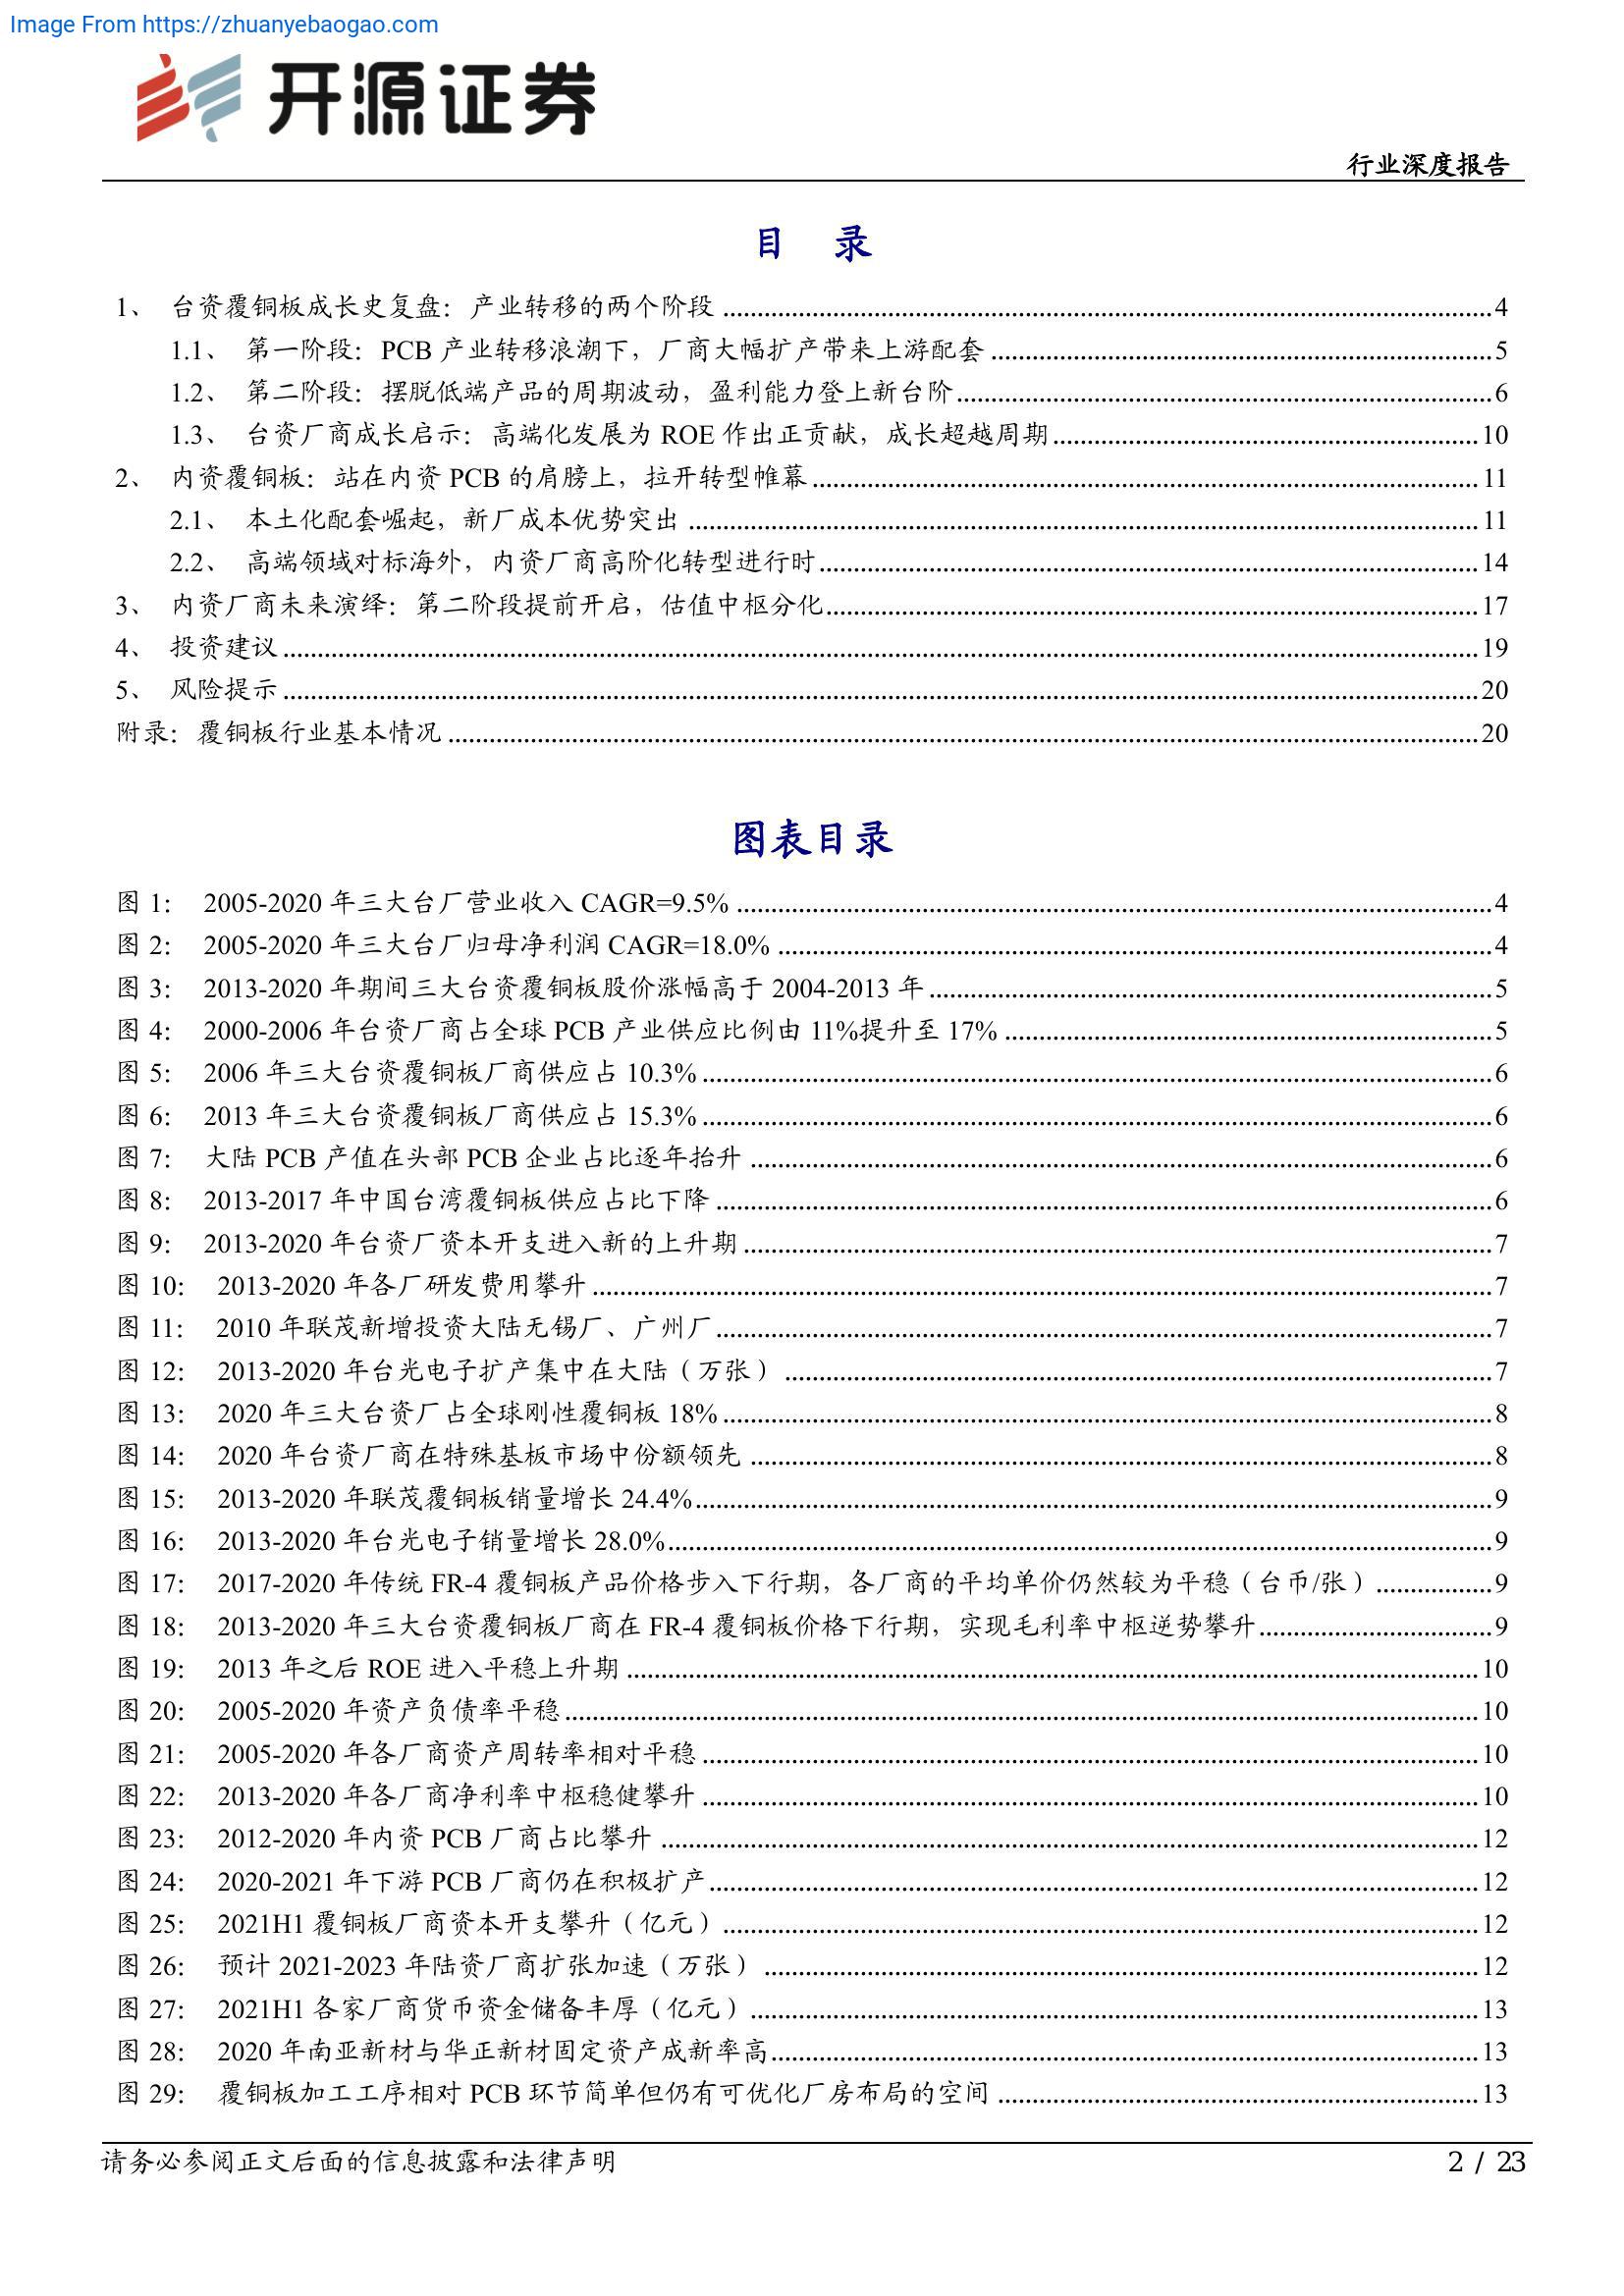 Image From https://zhuanyebaogao.com
开源证券
行业深度报告
目 录
1、 台资覆铜板成长史复盘：产业转移的两个阶段 ........ 4
1.1、 第一阶段：PCB 产业转移浪潮下，厂商大幅扩产带来上游配套 ........ 5
1.2、 第二阶段：摆脱低端产品的周期波动，盈利能力登上新台阶 ........ 6
1.3、 台资厂商成长启示：高端化发展为 ROE 作出正贡献，成长超越周期 ........ 10
2、 内资覆铜板：站在内资 PCB 的肩膀上，拉开转型帷幕 ........ 11
2.1、 本土化配套崛起，新厂成本优势突出 ........ 11
2.2、 高端领域对标海外，内资厂商高阶化转型进行时 ........ 14
3、 内资厂商未来演绎：第二阶段提前开启，估值中枢分化 ........ 17
4、 投资建议 ........ 19
5、 风险提示 ........ 20
附录：覆铜板行业基本情况 ........ 20
图表目录
图 1： 2005-2020 年三大台厂营业收入 CAGR=9.5% ........ 4
图 2： 2005-2020 年三大台厂归母净利润 CAGR=18.0% ........ 4
图 3： 2013-2020 年期间三大台资覆铜板股价涨幅高于 2004-2013 年 ........ 5
图 4： 2000-2006 年台资厂商占全球 PCB 产业供应比例由 11%提升至 17% ........ 5
图 5： 2006 年三大台资覆铜板厂商供应占 10.3% ........ 6
图 6： 2013 年三大台资覆铜板厂商供应占 15.3% ........ 6
图 7： 大陆 PCB 产值在头部 PCB 企业占比逐年抬升 ........ 6
图 8： 2013-2017 年中国台湾覆铜板供应占比下降 ........ 6
图 9： 2013-2020 年台资厂资本开支进入新的上升期 ........ 7
图 10： 2013-2020 年各厂研发费用攀升 ........ 7
图 11： 2010 年联茂新增投资大陆无锡厂、广州厂 ........ 7
图 12： 2013-2020 年台光电子扩产集中在大陆（万张） ........ 7
图 13： 2020 年三大台资厂占全球刚性覆铜板 18% ........ 8
图 14： 2020 年台资厂商在特殊基板市场中份额领先 ........ 8
图 15： 2013-2020 年联茂覆铜板销量增长 24.4% ........ 9
图 16： 2013-2020 年台光电子销量增长 28.0% ........ 9
图 17： 2017-2020 年传统 FR-4 覆铜板产品价格步入下行期，各厂商的平均单价仍然较为平稳（台币/张） ........ 9
图 18： 2013-2020 年三大台资覆铜板厂商在 FR-4 覆铜板价格下行期，实现毛利率中枢逆势攀升 ........ 9
图 19： 2013 年之后 ROE 进入平稳上升期 ........ 10
图 20： 2005-2020 年资产负债率平稳 ........ 10
图 21： 2005-2020 年各厂商资产周转率相对平稳 ........ 10
图 22： 2013-2020 年各厂商净利率中枢稳健攀升 ........ 10
图 23： 2012-2020 年内资 PCB 厂商占比攀升 ........ 12
图 24： 2020-2021 年下游 PCB 厂商仍在积极扩产 ........ 12
图 25： 2021H1 覆铜板厂商资本开支攀升（亿元） ........ 12
图 26： 预计 2021-2023 年陆资厂商扩张加速（万张） ........ 12
图 27： 2021H1 各家厂商货币资金储备丰厚（亿元） ........ 13
图 28： 2020 年南亚新材与华正新材固定资产成新率高 ........ 13
图 29： 覆铜板加工工序相对 PCB 环节简单但仍有可优化厂房布局的空间 ........ 13
请务必参阅正文后面的信息披露和法律声明
2 / 23